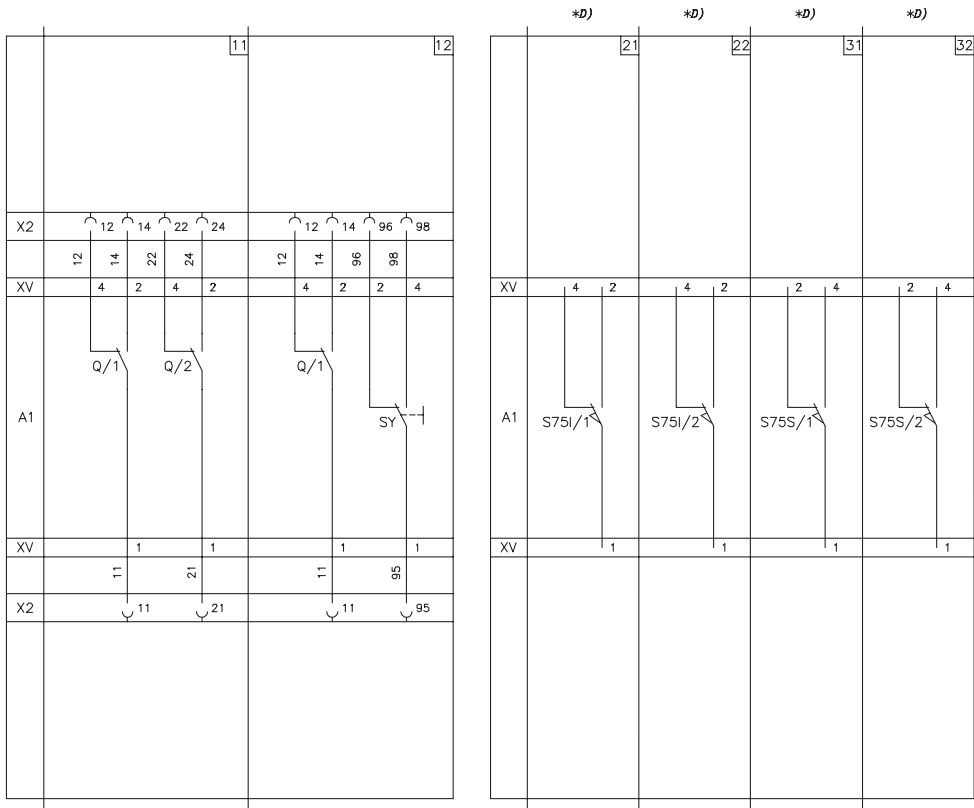 *D) *D) *D) *D)
11 12 21 22 31 32
X2 12 14 22 24 12 14 96 98
12 14 22 24 12 14 96 98
XV 4 2 4 2 4 2 2 4 XV 4 2 4 2 2 4 2 4
Q/1 Q/2 Q/1
A1 SY A1 S75I/1 S75I/2 S75S/1 S75S/2
XV 1 1 1 1 XV 1 1 1 1
11 21 11 95
X2 11 21 11 95